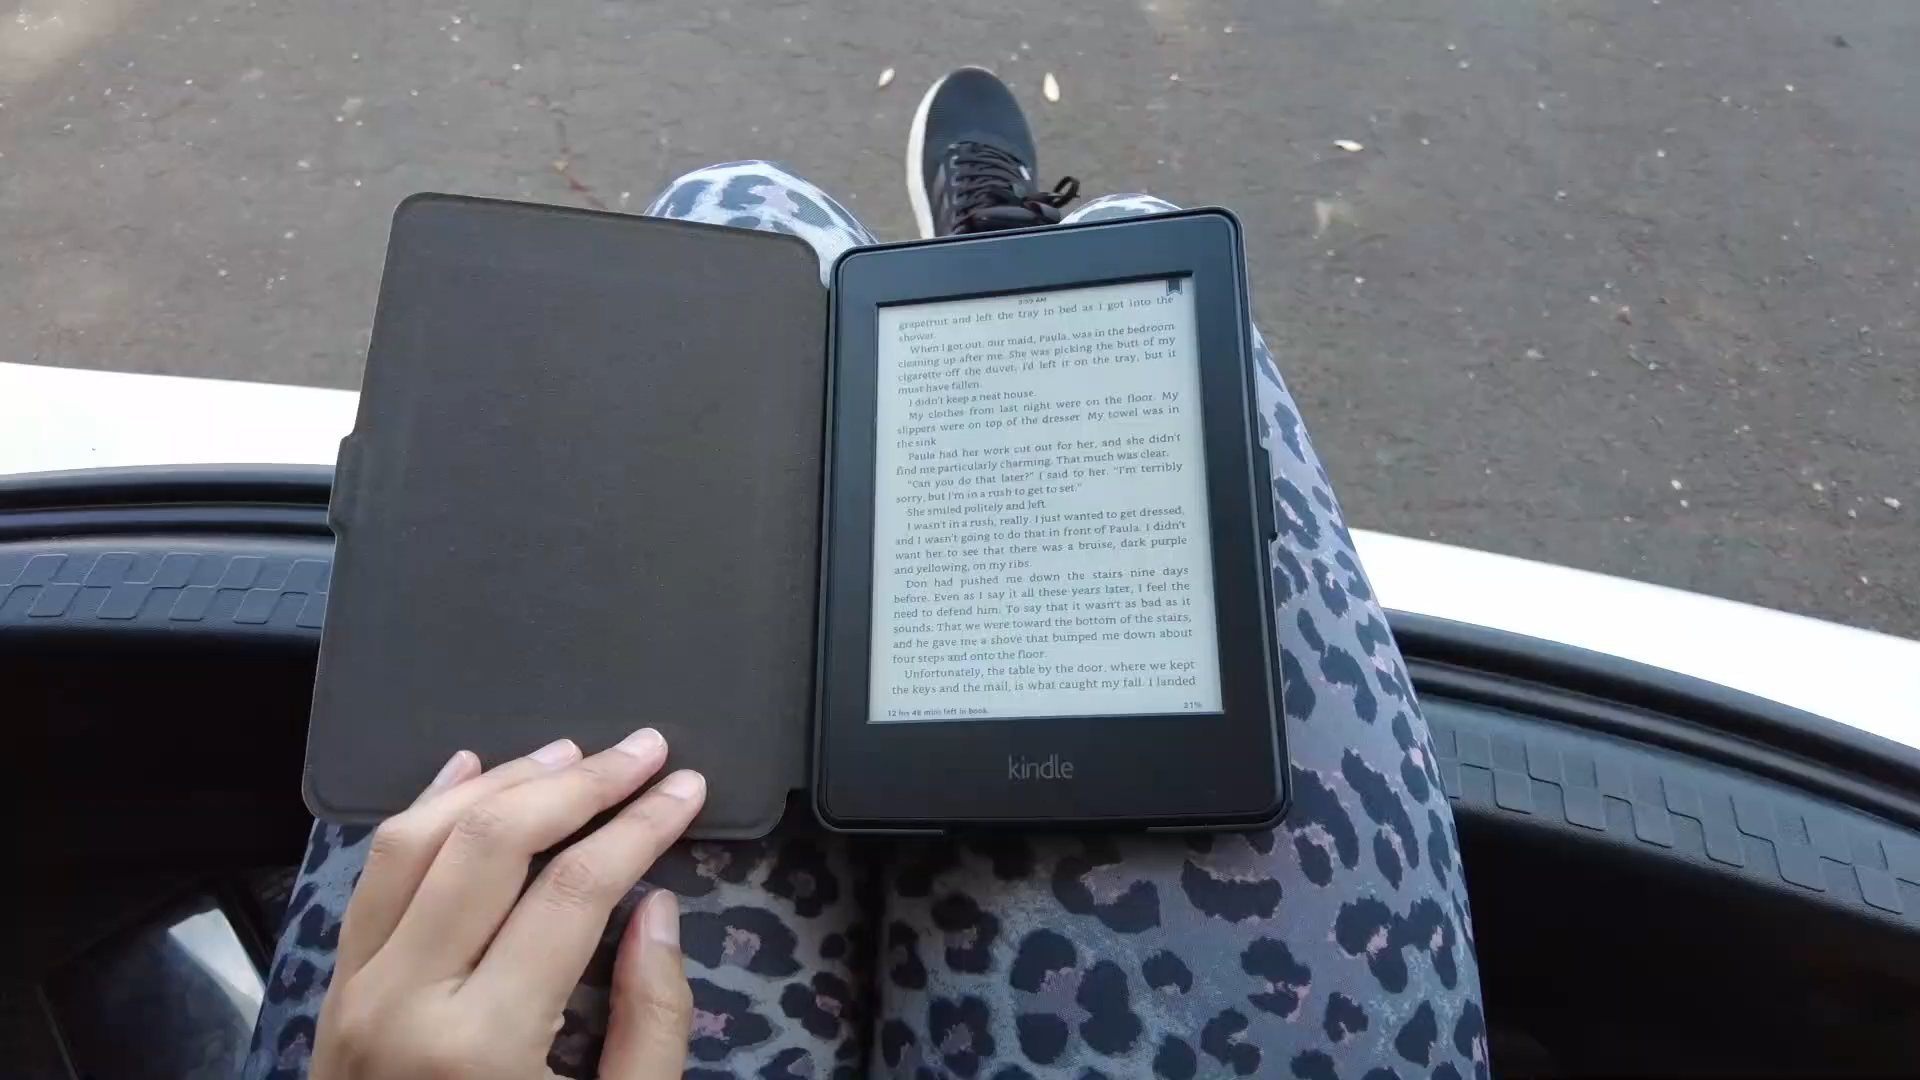 9:59 AM
grapefruit and left the tray in bed as I got into the
shower.
When I got out, our maid, Paula, was in the bedroom
cleaning up after me. She was picking the butt of my
cigarette off the duvet. I'd left it on the tray, but it
must have fallen.
I didn't keep a neat house.
My clothes from last night were on the floor. My
slippers were on top of the dresser. My towel was in
the sink.
Paula had her work cut out for her, and she didn't
find me particularly charming. That much was clear.
"Can you do that later?" I said to her. "I'm terribly
sorry, but I'm in a rush to get to set."
She smiled politely and left.
I wasn't in a rush, really. I just wanted to get dressed,
and I wasn't going to do that in front of Paula. I didn't
want her to see that there was a bruise, dark purple
and yellowing, on my ribs.
Don had pushed me down the stairs nine days
before. Even as I say it all these years later, I feel the
need to defend him. To say that it wasn't as bad as it
sounds. That we were toward the bottom of the stairs,
and he gave me a shove that bumped me down about
four steps and onto the floor.
Unfortunately, the table by the door, where we kept
the keys and the mail, is what caught my fall. I landed
12 hrs 48 mins left in book 21%
kindle